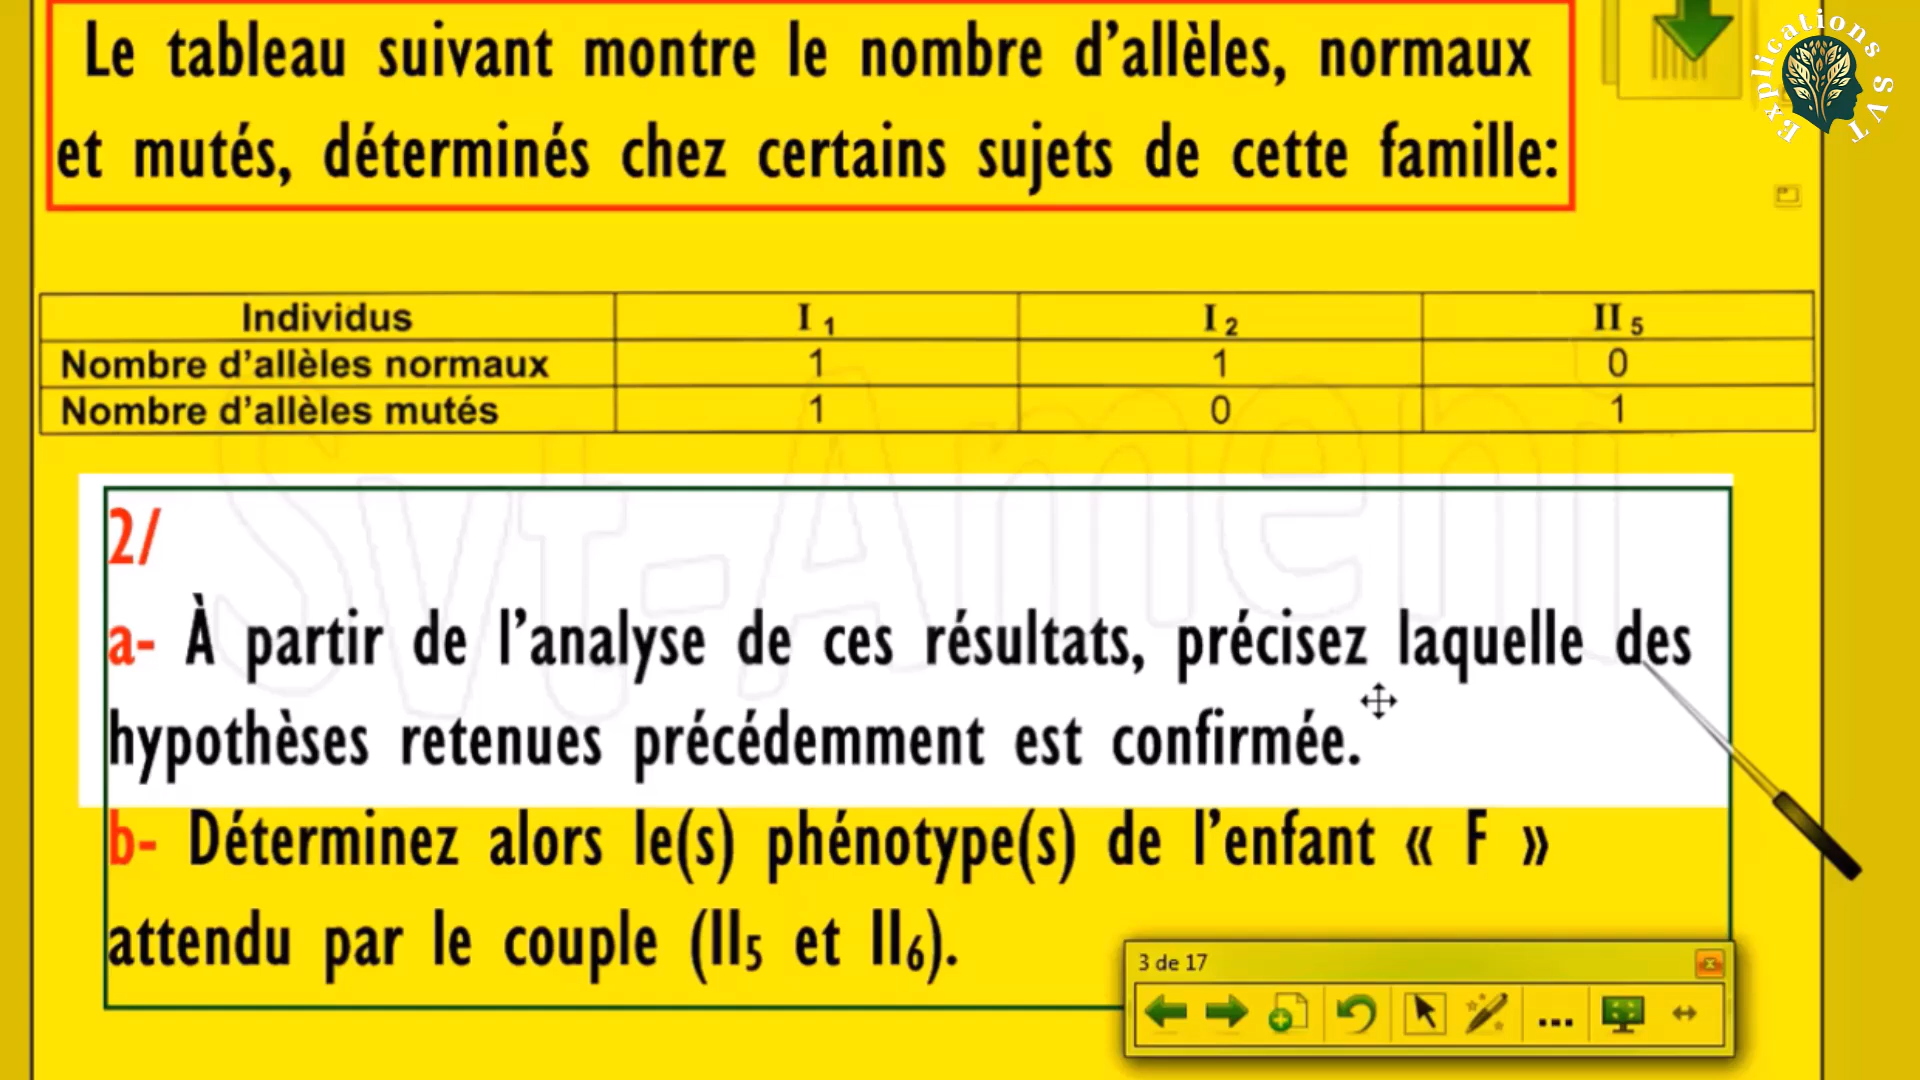 Le tableau suivant montre le nombre d'allèles, normaux
et mutés, déterminés chez certains sujets de cette famille:
Explications SVT
Individus I 1 I 2 II 5
Nombre d'allèles normaux 1 1 0
Nombre d'allèles mutés 1 0 1
Svt-Ameni
2/
a- À partir de l'analyse de ces résultats, précisez laquelle des
hypothèses retenues précédemment est confirmée.
b- Déterminez alors le(s) phénotype(s) de l'enfant « F »
attendu par le couple (II5 et II6).
3 de 17